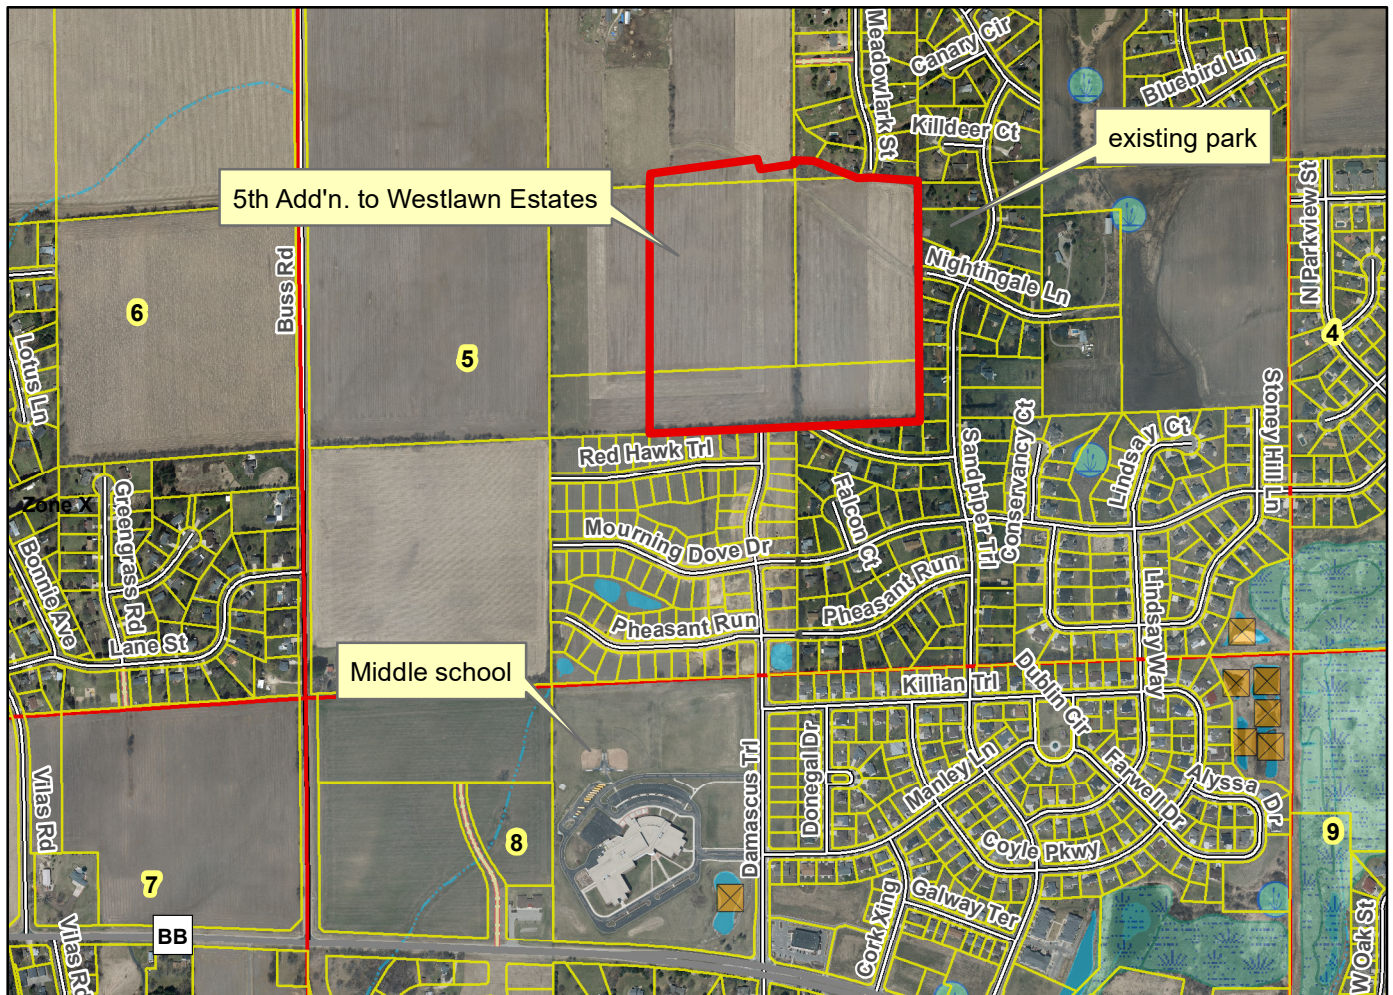 Meadowlark St
Canary Cir
Bluebird Ln
Killdeer Ct
existing park
5th Add'n. to Westlawn Estates
N Parkview St
Buss Rd
Nightingale Ln
6
5
4
Lotus Ln
Stoney Hill Ln
Red Hawk Trl
Sandpiper Trl
Conservancy Ct
Lindsay Ct
Zone X
Greengrass Rd
Falcon Ct
Mourning Dove Dr
Bonnie Ave
Pheasant Run
Pheasant Run
Lindsay Way
Lane St
Middle school
Killian Trl
Dublin Cir
Vilas Rd
Damascus Trl
Donegal Dr
Manley Ln
Farwell Dr
Alyssa Dr
8
9
Coyle Pkwy
7
Galway Ter
Cork Xing
W Oak St
BB
Vilas Rd